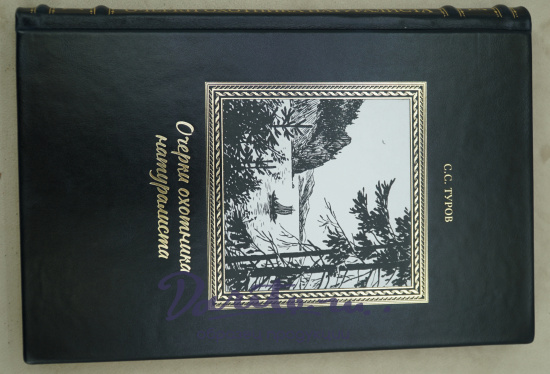 С.С. ТУРОВ
Очерки охотника
натуралиста